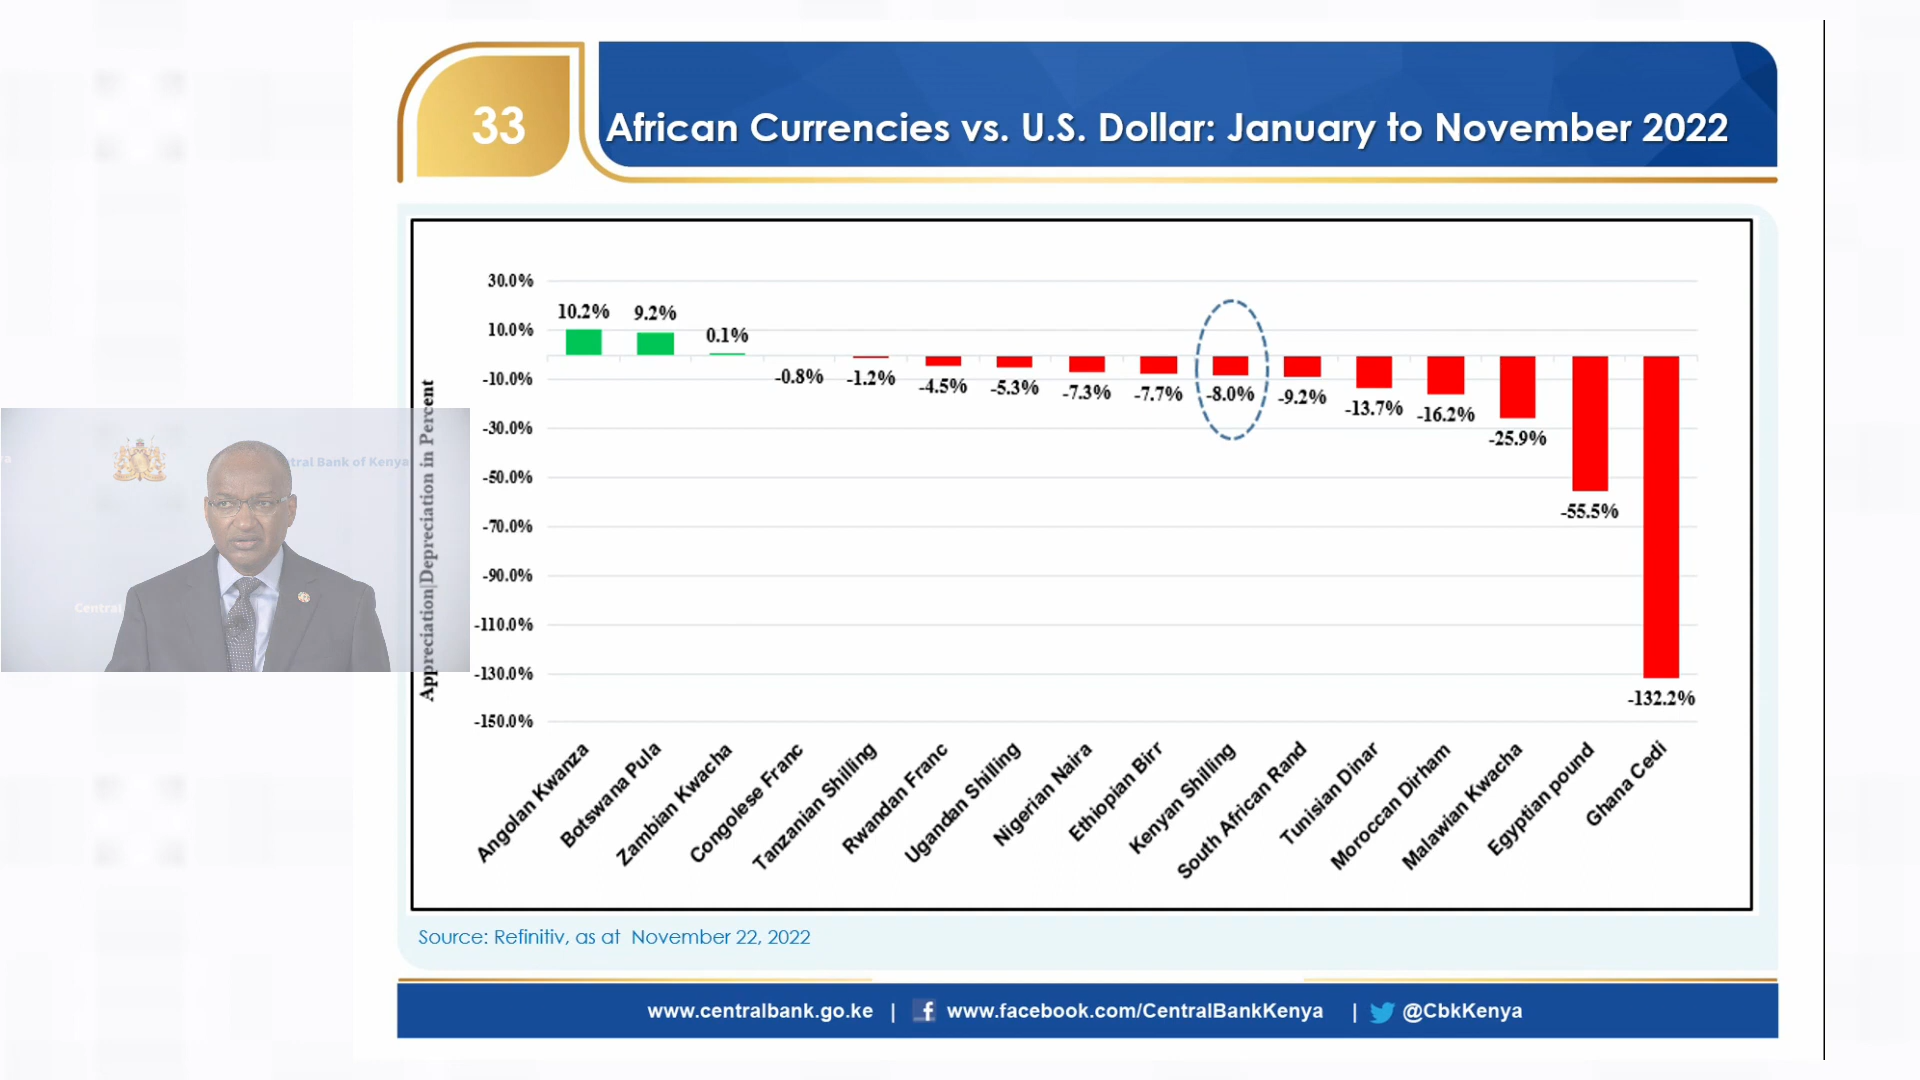 33
African Currencies vs. U.S. Dollar: January to November 2022
Appreciation|Depreciation in Percent
30.0%
10.0%
-10.0%
-30.0%
-50.0%
-70.0%
-90.0%
-110.0%
-130.0%
-150.0%
10.2%
9.2%
0.1%
-0.8%
-1.2%
-4.5%
-5.3%
-7.3%
-7.7%
-8.0%
-9.2%
-13.7%
-16.2%
-25.9%
-55.5%
-132.2%
Angolan Kwanza
Botswana Pula
Zambian Kwacha
Congolese Franc
Tanzanian Shilling
Rwandan Franc
Ugandan Shilling
Nigerian Naira
Ethiopian Birr
Kenyan Shilling
South African Rand
Tunisian Dinar
Moroccan Dirham
Malawian Kwacha
Egyptian pound
Ghana Cedi
tral Bank of Kenya
Central
Source: Refinitiv, as at November 22, 2022
www.centralbank.go.ke | www.facebook.com/CentralBankKenya | @CbkKenya